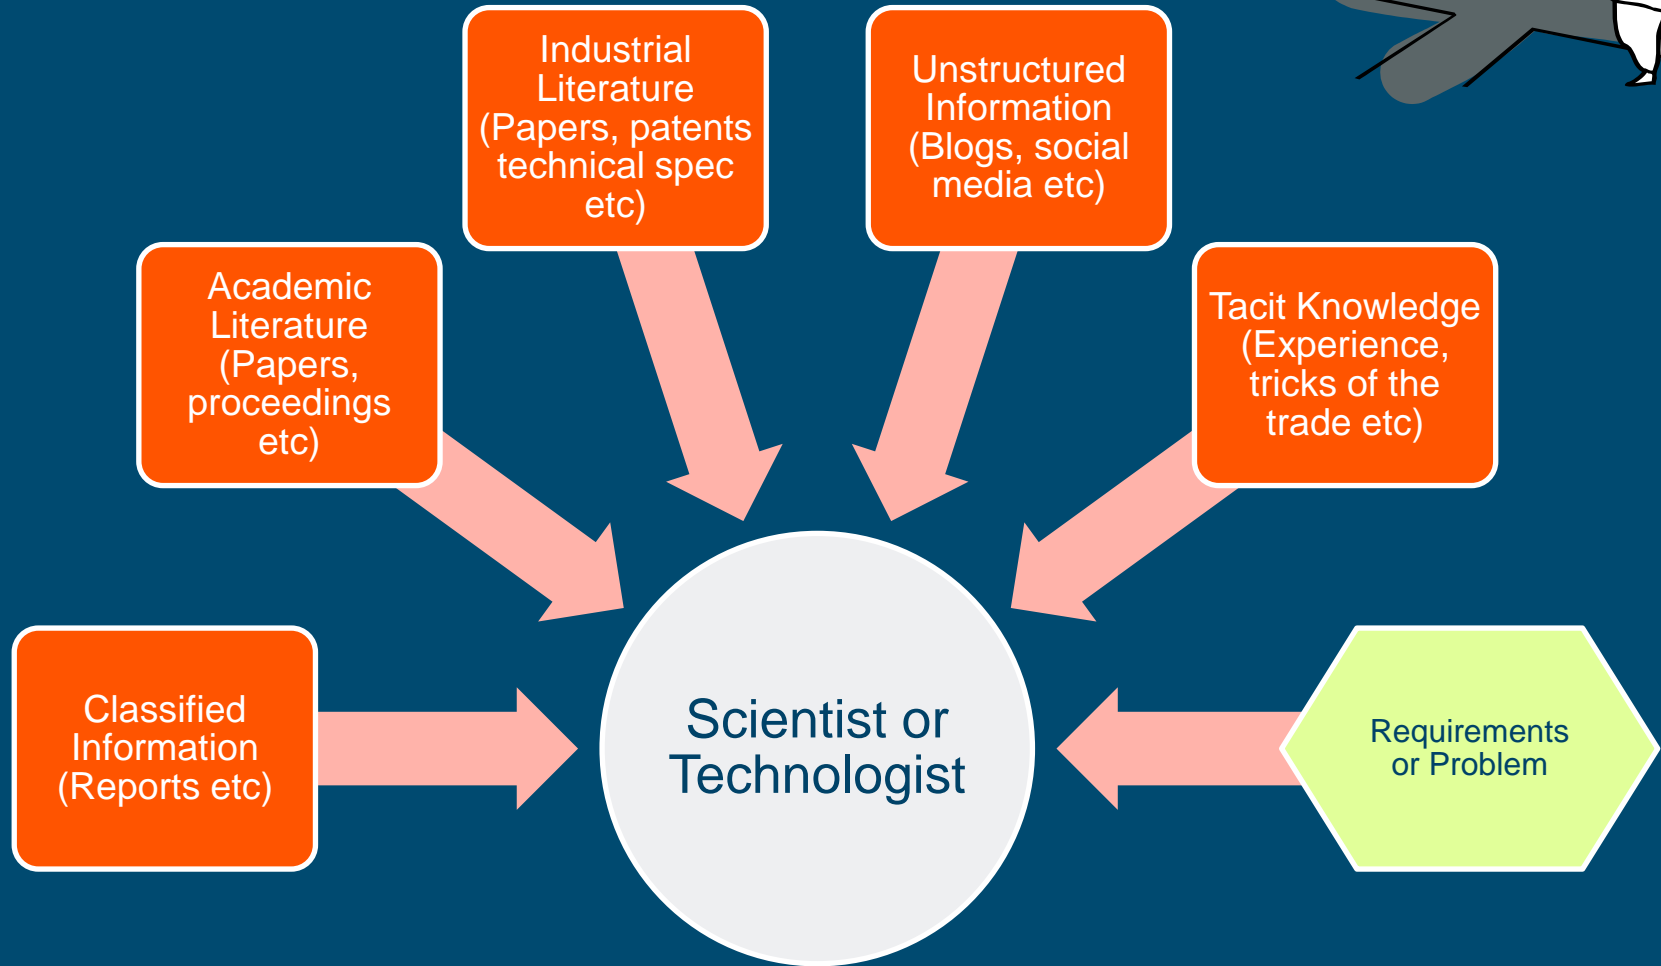 Industrial
Literature
(Papers, patents
technical spec
etc)
Unstructured
Information
(Blogs, social
media etc)
Academic
Literature
(Papers,
proceedings
etc)
Tacit Knowledge
(Experience,
tricks of the
trade etc)
Classified
Information
(Reports etc)
Scientist or
Technologist
Requirements
or Problem